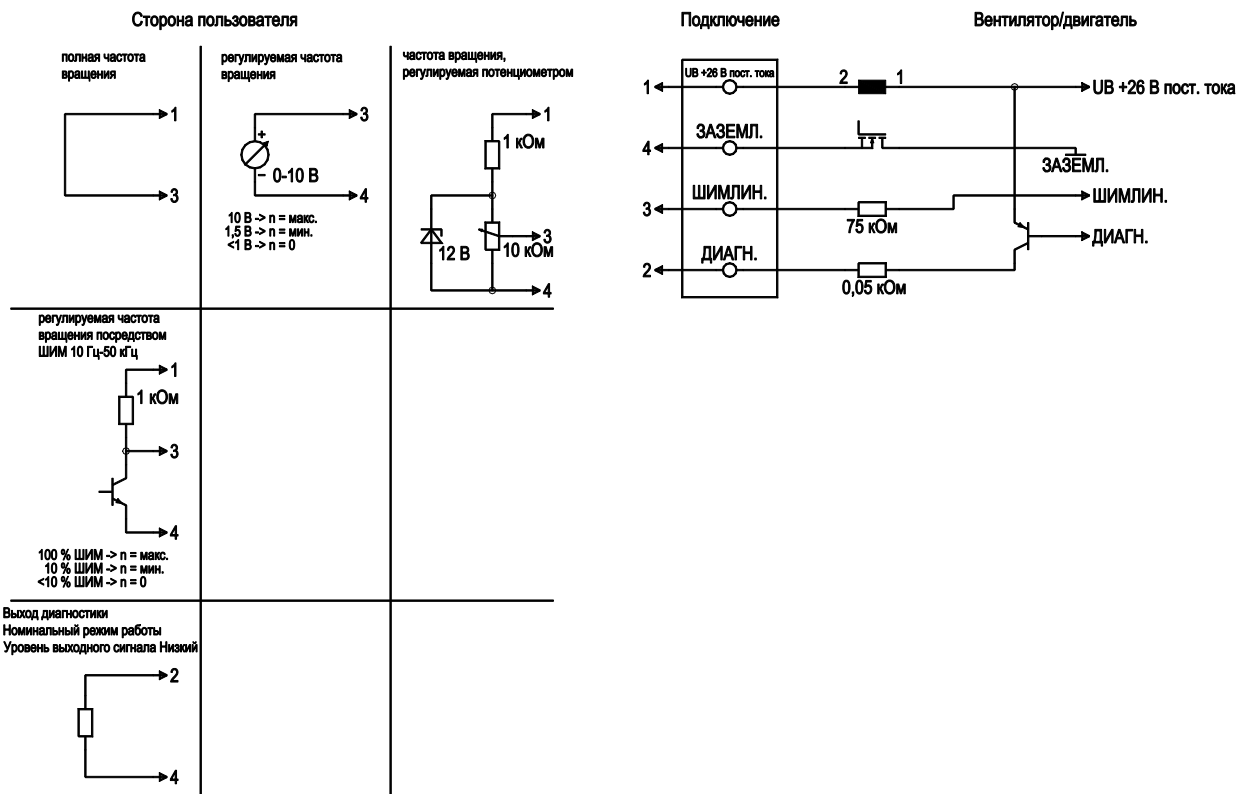 Сторона пользователя
Подключение
Вентилятор/двигатель
полная частота
вращения
1
3
регулируемая частота
вращения
3
+
− 0-10 В
4
10 В -> n = макс.
1,5 В -> n = мин.
<1 В -> n = 0
частота вращения,
регулируемая потенциометром
1
1 кОм
12 В
3
10 кОм
4
UB +26 В пост. тока
1
2
1
UB +26 В пост. тока
ЗАЗЕМЛ.
4
ЗАЗЕМЛ.
ШИМЛИН.
3
75 кОм
ШИМЛИН.
ДИАГН.
ДИАГН.
2
0,05 кОм
регулируемая частота
вращения посредством
ШИМ 10 Гц-50 кГц
1
1 кОм
3
4
100 % ШИМ -> n = макс.
10 % ШИМ -> n = мин.
<10 % ШИМ -> n = 0
Выход диагностики
Номинальный режим работы
Уровень выходного сигнала Низкий
2
4